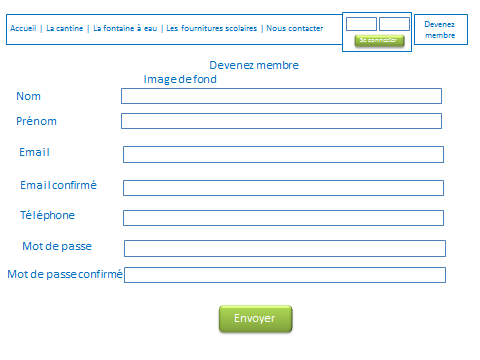 Accueil | La cantine | La fontaine à eau | Les fournitures scolaires | Nous contacter
Se connecter
Devenez
membre
Devenez membre
Image de fond
Nom
Prénom
Email
Email confirmé
Téléphone
Mot de passe
Mot de passe confirmé
Envoyer